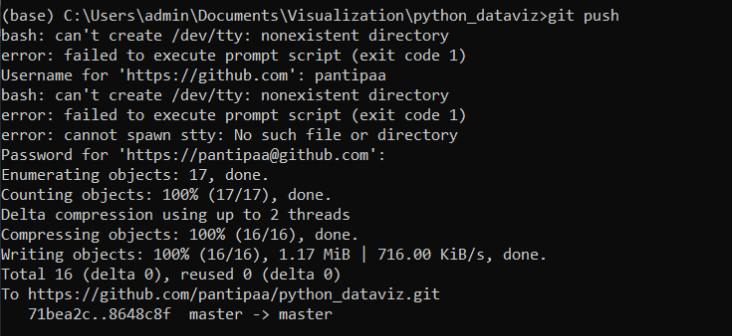 (base) C:\Users\admin\Documents\Visualization\python_dataviz>git push
bash: can't create /dev/tty: nonexistent directory
error: failed to execute prompt script (exit code 1)
Username for 'https://github.com': pantipaa
bash: can't create /dev/tty: nonexistent directory
error: failed to execute prompt script (exit code 1)
error: cannot spawn stty: No such file or directory
Password for 'https://pantipaa@github.com':
Enumerating objects: 17, done.
Counting objects: 100% (17/17), done.
Delta compression using up to 2 threads
Compressing objects: 100% (16/16), done.
Writing objects: 100% (16/16), 1.17 MiB | 716.00 KiB/s, done.
Total 16 (delta 0), reused 0 (delta 0)
To https://github.com/pantipaa/python_dataviz.git
   71bea2c..8648c8f  master -> master